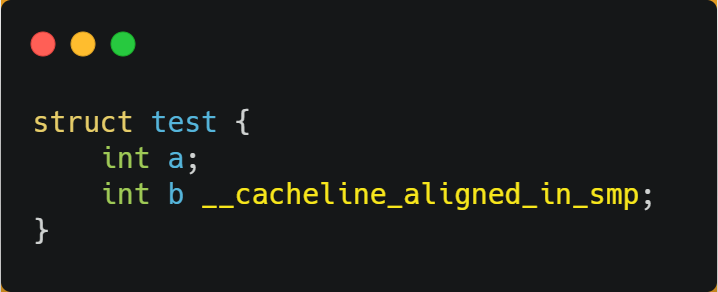 struct test {
    int a;
    int b __cacheline_aligned_in_smp;
}